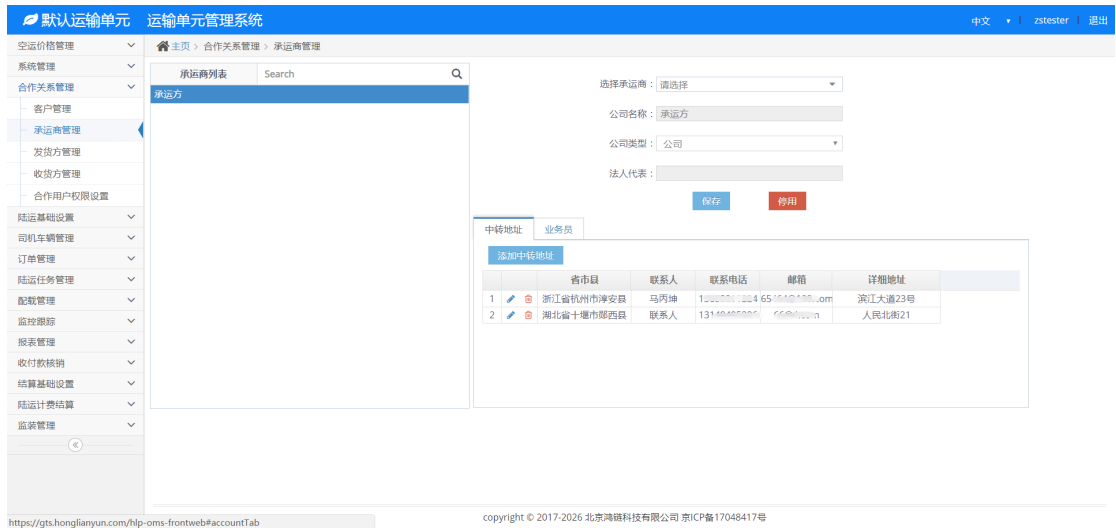 默认运输单元 运输单元管理系统 中文 zstester 退出
空运价格管理
系统管理
合作关系管理
客户管理
承运商管理
发货方管理
收货方管理
合作用户权限设置
陆运基础设置
司机车辆管理
订单管理
陆运任务管理
配载管理
监控跟踪
报表管理
收付款核销
结算基础设置
陆运计费结算
监装管理
主页 > 合作关系管理 > 承运商管理
承运商列表 Search
承运方
选择承运商： 请选择
公司名称： 承运方
公司类型： 公司
法人代表：
保存 停用
中转地址 业务员
添加中转地址
省市县 联系人 联系电话 邮箱 详细地址
1 浙江省杭州市淳安县 马丙坤 滨江大道23号
2 湖北省十堰市郧西县 联系人 人民北街21
copyright © 2017-2026 北京鸿链科技有限公司 京ICP备17048417号
https://gts.honglianyun.com/hlp-oms-frontweb#accountTab